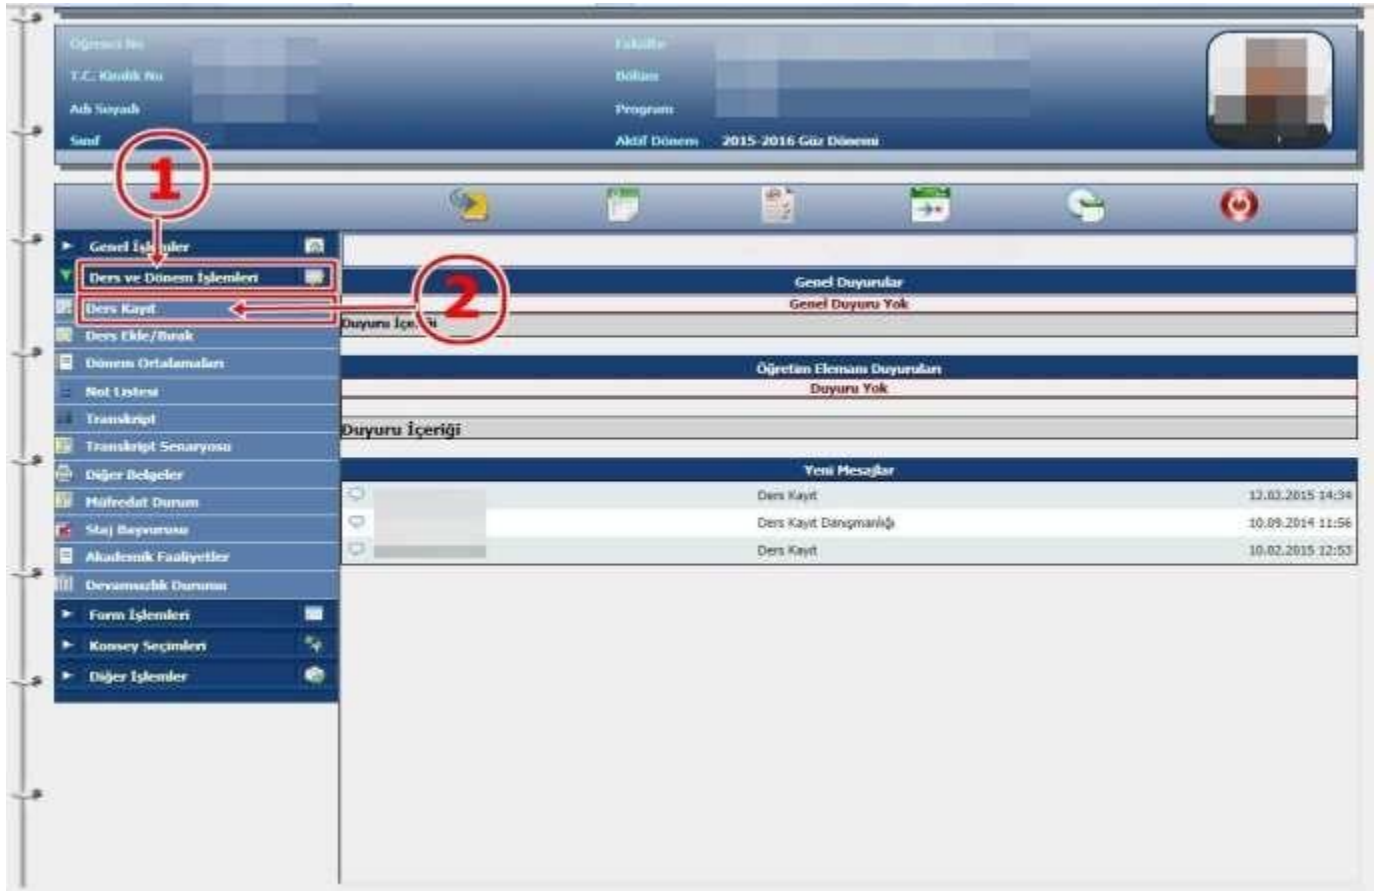 Öğrenci No
Fakülte
T.C. Kimlik No
Bölüm
Adı Soyadı
Program
Sınıf
Aktif Dönem 2015-2016 Güz Dönemi
1
Genel İşlemler
Ders ve Dönem İşlemleri
2
Ders Kayıt
Ders Ekle/Bırak
Dönem Ortalamaları
Not Listesi
Transkript
Transkript Senaryosu
Diğer Belgeler
Müfredat Durum
Staj Başvurusu
Akademik Faaliyetler
Devamsızlık Durumu
Form İşlemleri
Konsey Seçimleri
Diğer İşlemler
Genel Duyurular
Genel Duyuru Yok
Duyuru İçeriği
Öğretim Elemanı Duyuruları
Duyuru Yok
Duyuru İçeriği
Yeni Mesajlar
Ders Kayıt 12.02.2015 14:34
Ders Kayıt Danışmanlığı 10.09.2014 11:56
Ders Kayıt 10.02.2015 12:53